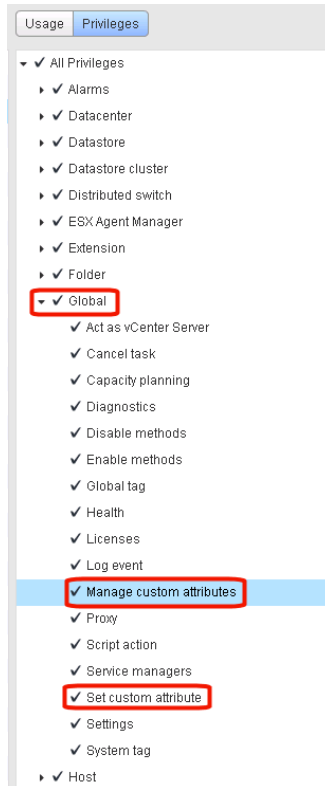 Usage Privileges
All Privileges
Alarms
Datacenter
Datastore
Datastore cluster
Distributed switch
ESX Agent Manager
Extension
Folder
Global
Act as vCenter Server
Cancel task
Capacity planning
Diagnostics
Disable methods
Enable methods
Global tag
Health
Licenses
Log event
Manage custom attributes
Proxy
Script action
Service managers
Set custom attribute
Settings
System tag
Host